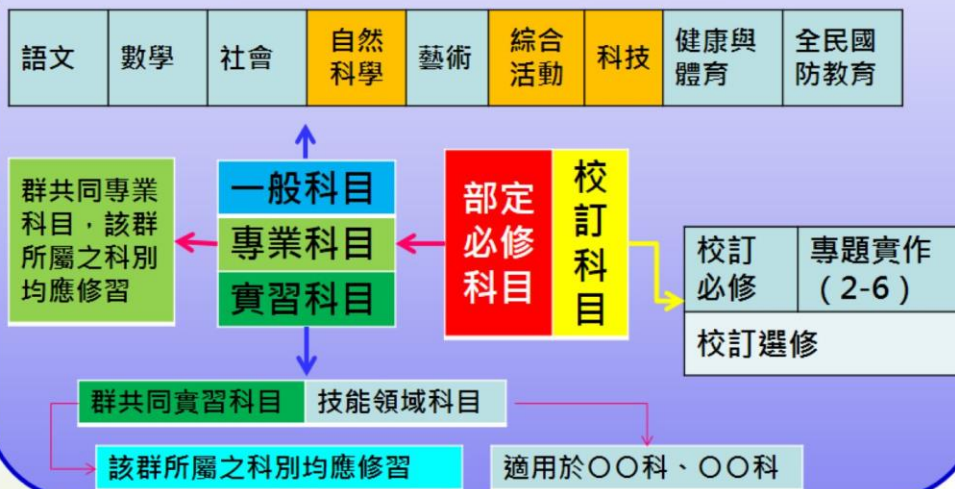 語文
數學
社會
自然
科學
藝術
綜合
活動
科技
健康與
體育
全民國
防教育
群共同專業
科目，該群
所屬之科別
均應修習
一般科目
專業科目
實習科目
部定
必修
科目
校
訂
科
目
校訂
必修
專題實作
（2-6）
校訂選修
群共同實習科目
技能領域科目
該群所屬之科別均應修習
適用於○○科、○○科